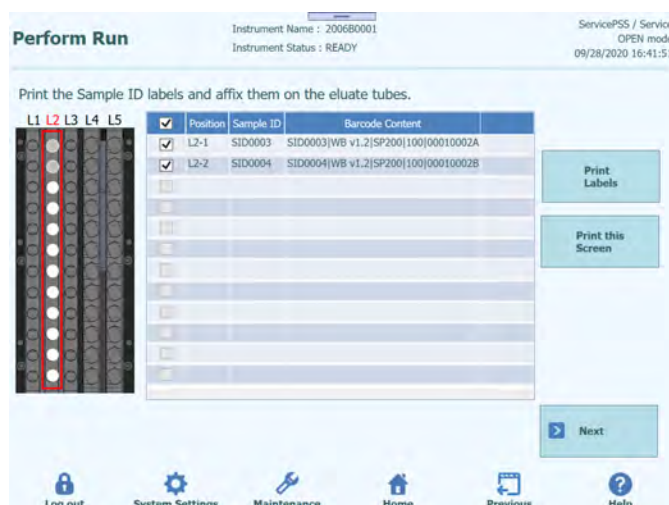 Perform Run
Instrument Name : 200680001
Instrument Status : READY
ServicePSS / Service
OPEN mod
09/28/2020 16:41:5
Print the Sample ID labels and affix them on the eluate tubes.
L1 L2 L3 L4 L5
Position Sample ID Barcode Content
L2-1 SID0003 SID0003|WB v1.2|SP200|100|00010002A
L2-2 SID0004 SID0004|WB v1.2|SP200|100|00010002B
Print
Labels
Print this
Screen
Next
Log out System Settings Maintenance Home Previous Help